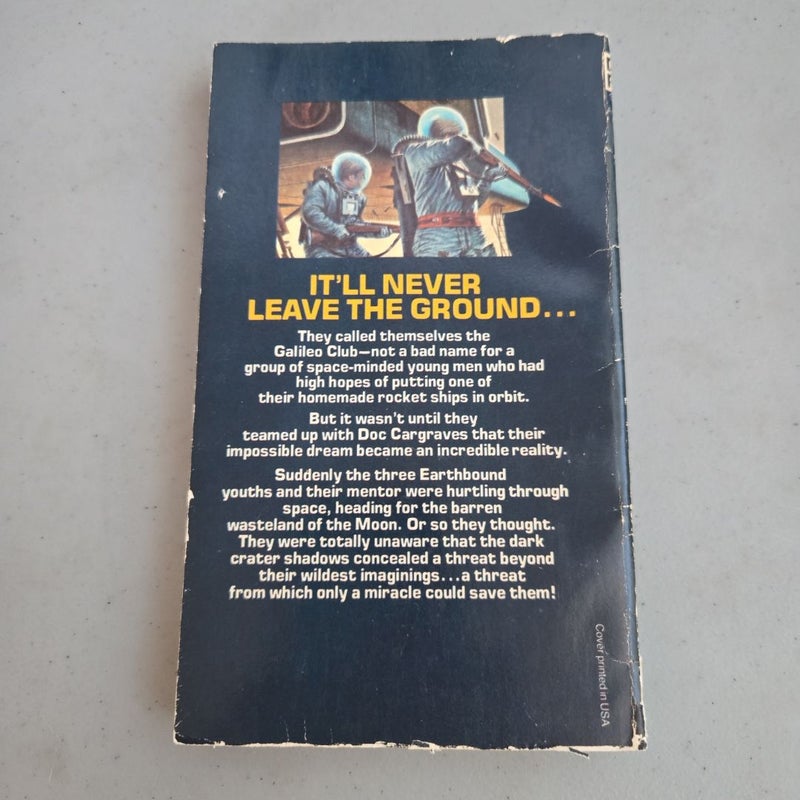 IT'LL NEVER
LEAVE THE GROUND...
They called themselves the
Galileo Club—not a bad name for a
group of space-minded young men who had
high hopes of putting one of
their homemade rocket ships in orbit.
But it wasn't until they
teamed up with Doc Cargraves that their
impossible dream became an incredible reality.
Suddenly the three Earthbound
youths and their mentor were hurtling through
space, heading for the barren
wasteland of the Moon. Or so they thought.
They were totally unaware that the dark
crater shadows concealed a threat beyond
their wildest imaginings...a threat
from which only a miracle could save them!
Cover printed in USA